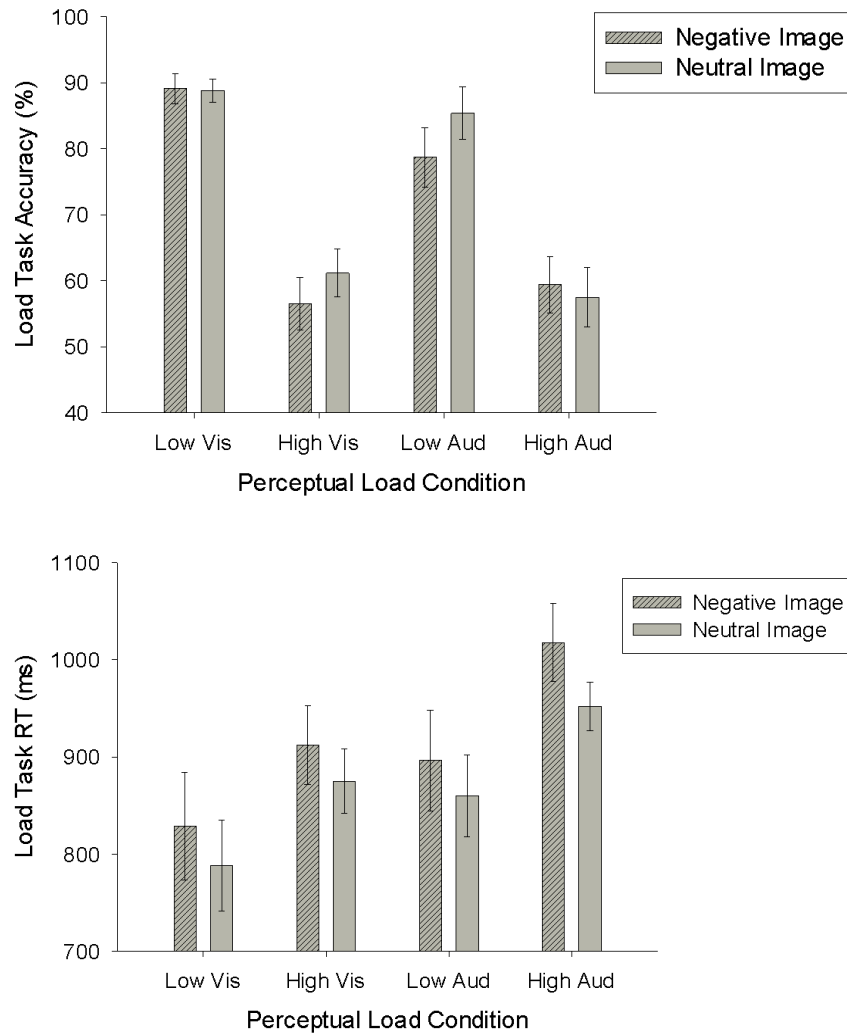 100
90
80
70
60
50
40
Load Task Accuracy (%)
Negative Image
Neutral Image
Low Vis High Vis Low Aud High Aud
Perceptual Load Condition
1100
1000
900
800
700
Load Task RT (ms)
Negative Image
Neutral Image
Low Vis High Vis Low Aud High Aud
Perceptual Load Condition